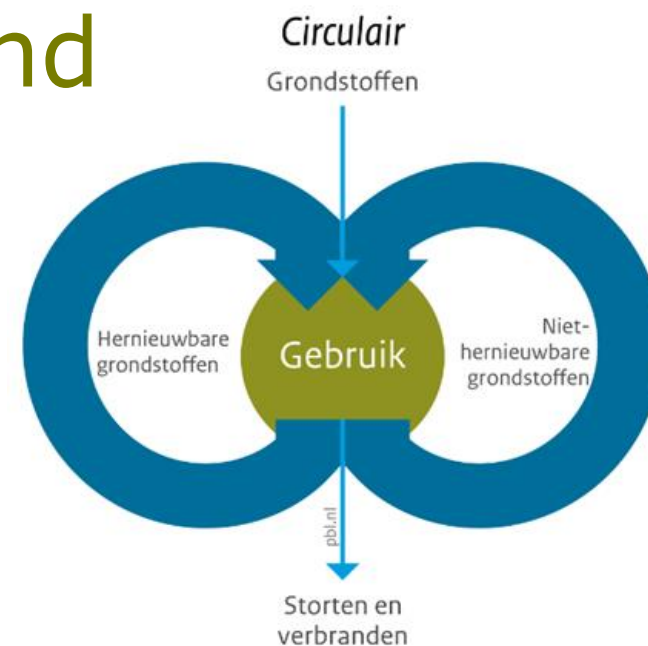 nd
Circulair
Grondstoffen
Hernieuwbare
grondstoffen
Gebruik
Niet-
hernieuwbare
grondstoffen
pbl.nl
Storten en
verbranden